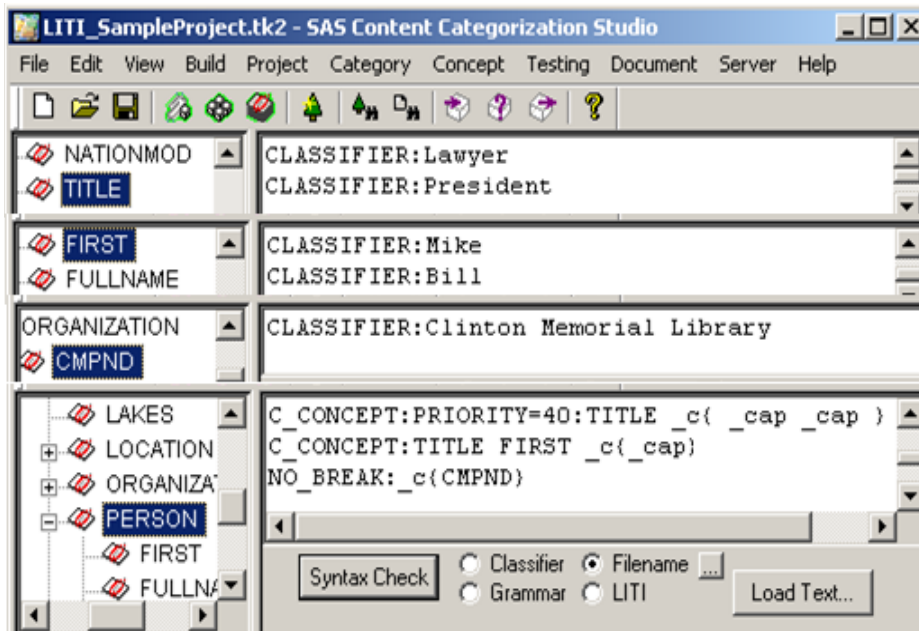 LITI_SampleProject.tk2 - SAS Content Categorization Studio
File Edit View Build Project Category Concept Testing Document Server Help
NATIONMOD
TITLE
CLASSIFIER:Lawyer
CLASSIFIER:President
FIRST
FULLNAME
CLASSIFIER:Mike
CLASSIFIER:Bill
ORGANIZATION
CMPND
CLASSIFIER:Clinton Memorial Library
LAKES
LOCATION
ORGANIZA
PERSON
FIRST
FULLNA
C_CONCEPT:PRIORITY=40:TITLE _c{ _cap _cap }
C_CONCEPT:TITLE FIRST _c{_cap}
NO_BREAK:_c{CMPND}
Syntax Check
Classifier Filename ...
Grammar LITI
Load Text...